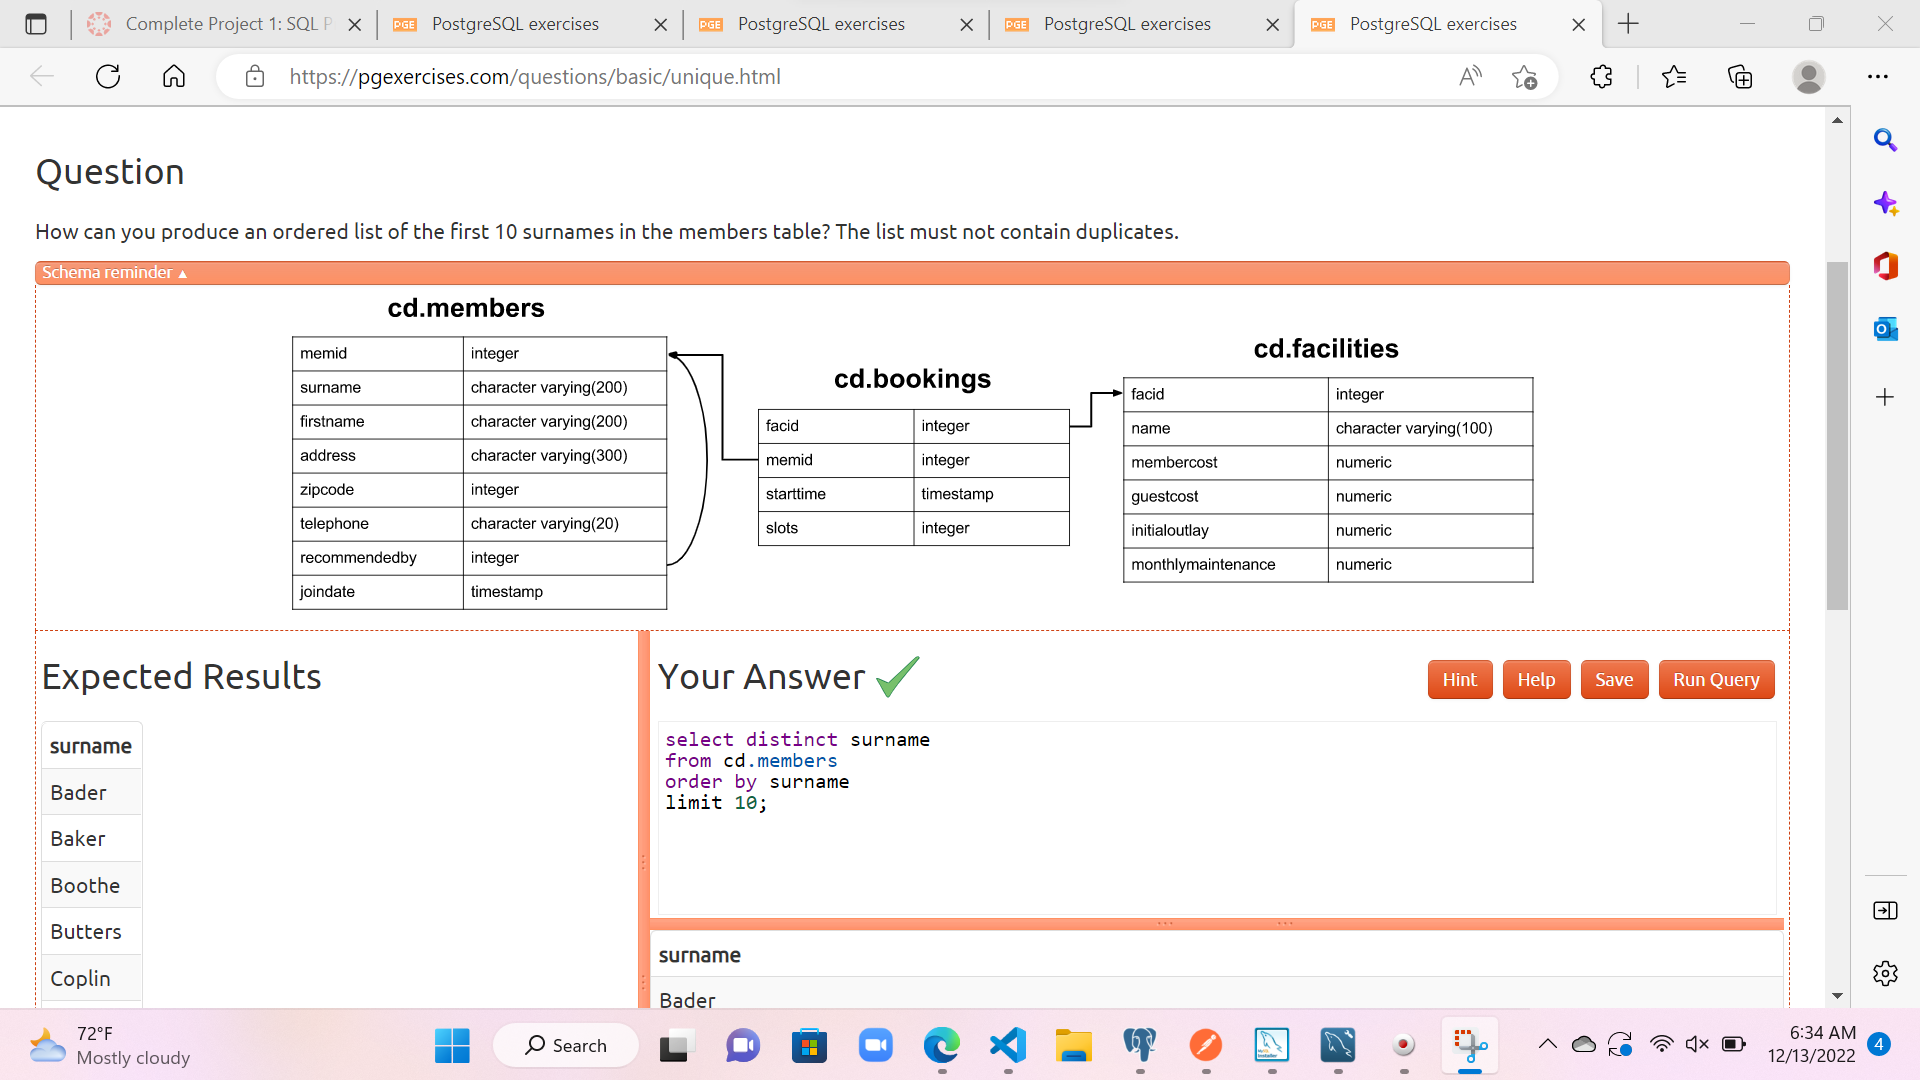 Complete Project 1: SQL P
PGE PostgreSQL exercises
PGE PostgreSQL exercises
PGE PostgreSQL exercises
PGE PostgreSQL exercises
https://pgexercises.com/questions/basic/unique.html
Question
How can you produce an ordered list of the first 10 surnames in the members table? The list must not contain duplicates.
Schema reminder ▲
cd.members
memid integer
surname character varying(200)
firstname character varying(200)
address character varying(300)
zipcode integer
telephone character varying(20)
recommendedby integer
joindate timestamp
cd.bookings
facid integer
memid integer
starttime timestamp
slots integer
cd.facilities
facid integer
name character varying(100)
membercost numeric
guestcost numeric
initialoutlay numeric
monthlymaintenance numeric
Expected Results
surname
Bader
Baker
Boothe
Butters
Coplin
Your Answer
Hint Help Save Run Query
select distinct surname
from cd.members
order by surname
limit 10;
surname
Bader
72°F
Mostly cloudy
Search
6:34 AM
12/13/2022
4